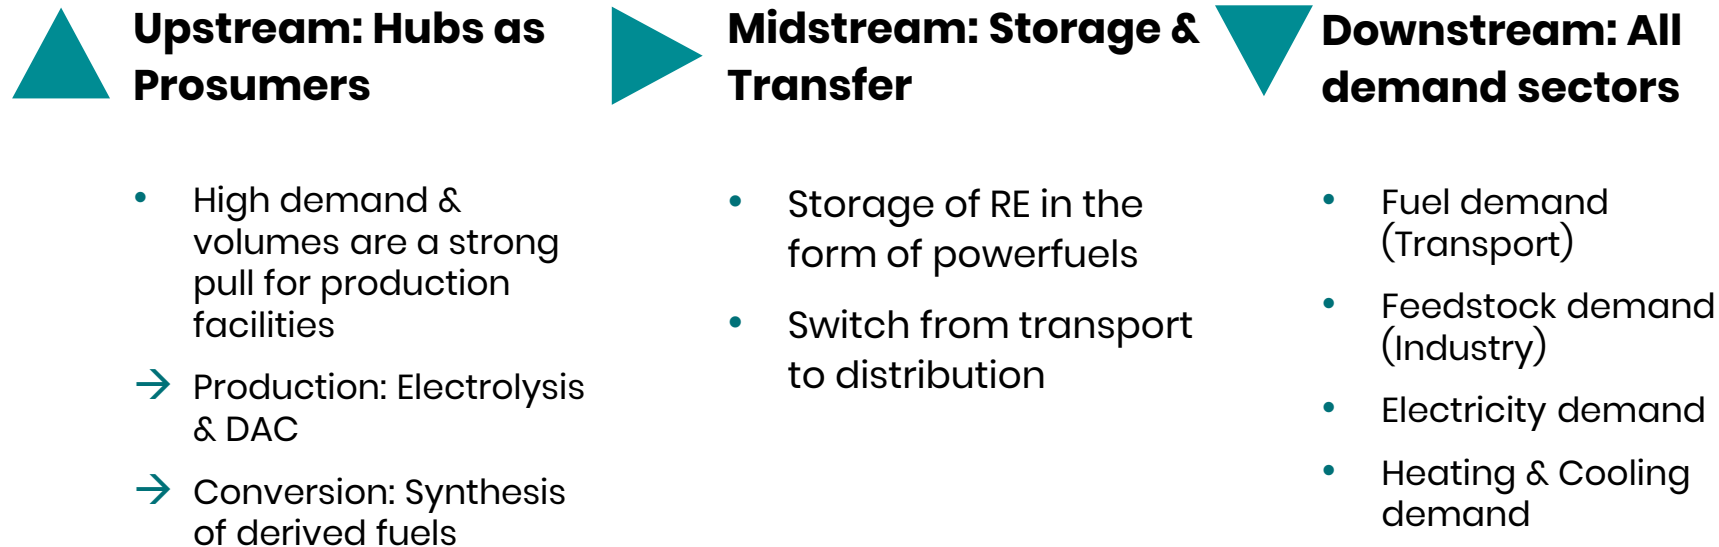 Upstream: Hubs as
Prosumers
• High demand &
volumes are a strong
pull for production
facilities
→ Production: Electrolysis
& DAC
→ Conversion: Synthesis
of derived fuels
Midstream: Storage &
Transfer
• Storage of RE in the
form of powerfuels
• Switch from transport
to distribution
Downstream: All
demand sectors
• Fuel demand
(Transport)
• Feedstock demand
(Industry)
• Electricity demand
• Heating & Cooling
demand